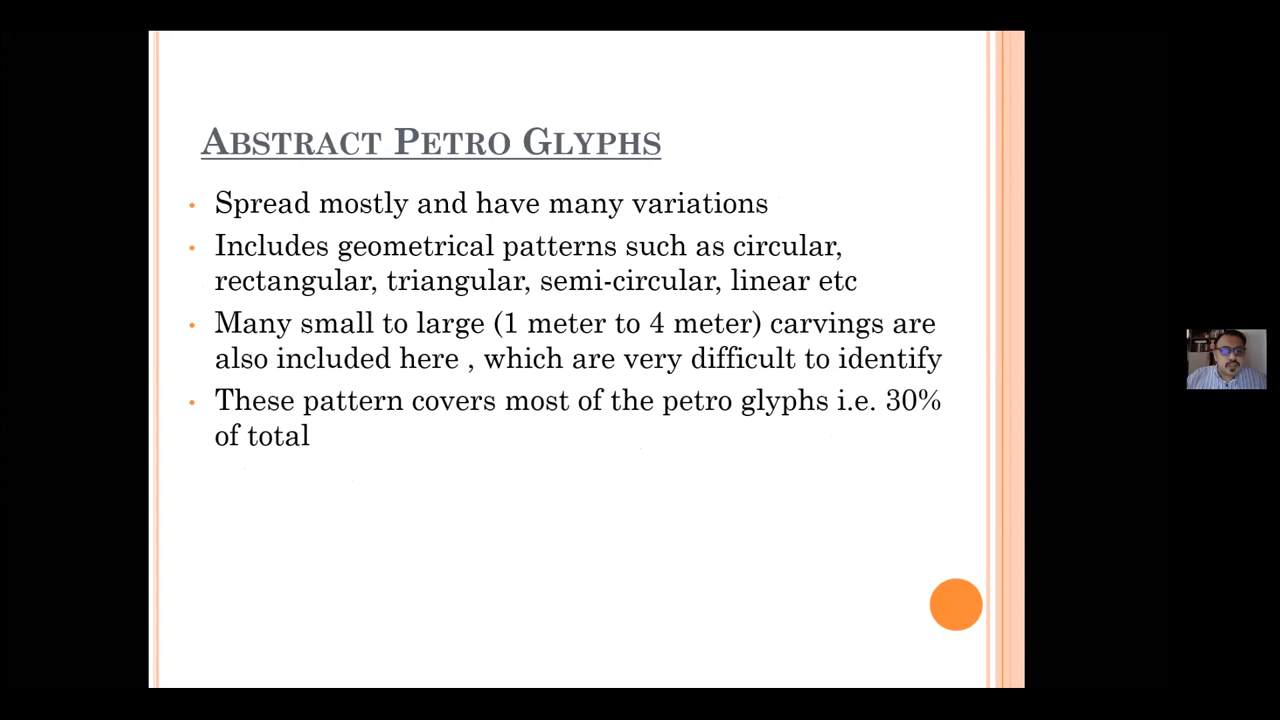 ABSTRACT PETRO GLYPHS
• Spread mostly and have many variations
• Includes geometrical patterns such as circular,
rectangular, triangular, semi-circular, linear etc
• Many small to large (1 meter to 4 meter) carvings are
also included here , which are very difficult to identify
• These pattern covers most of the petro glyphs i.e. 30%
of total